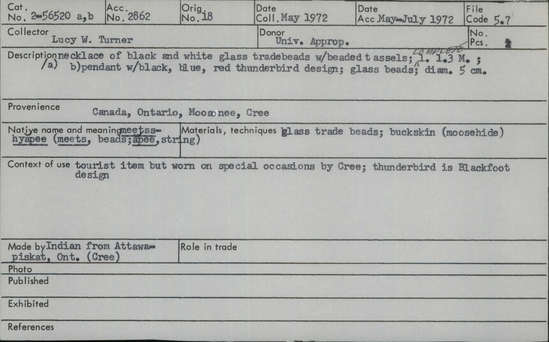 Cat. No. 2-56520 a,b Acc. No. 2862 Orig. No. 18 Date Coll. May 1972 Date Acc. May-July 1972 File Code 5.7
Collector Lucy W. Turner Donor Univ. Approp. No. Pcs. 2
Description necklace of black and white glass tradebeads w/beaded tassels; l. 1.3 M. ;
/a) b)pendant w/black, blue, red thunderbird design; glass beads; diam. 5 cm.
Provenience
Canada, Ontario, Moosonee, Cree
Native name and meaning meetss- Materials, techniques glass trade beads; buckskin (moosehide)
hyapee (meets, beads;apee,string)
Context of use tourist item but worn on special occasions by Cree; thunderbird is Blackfoot
design
Made by Indian from Attawa- Role in trade
piskat, Ont. (Cree)
Photo
Published
Exhibited
References